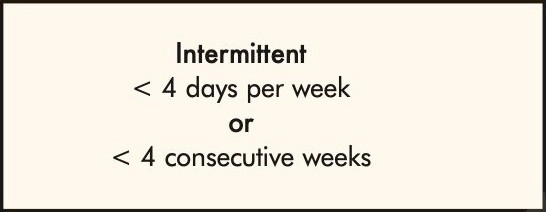 Intermittent
< 4 days per week
or
< 4 consecutive weeks